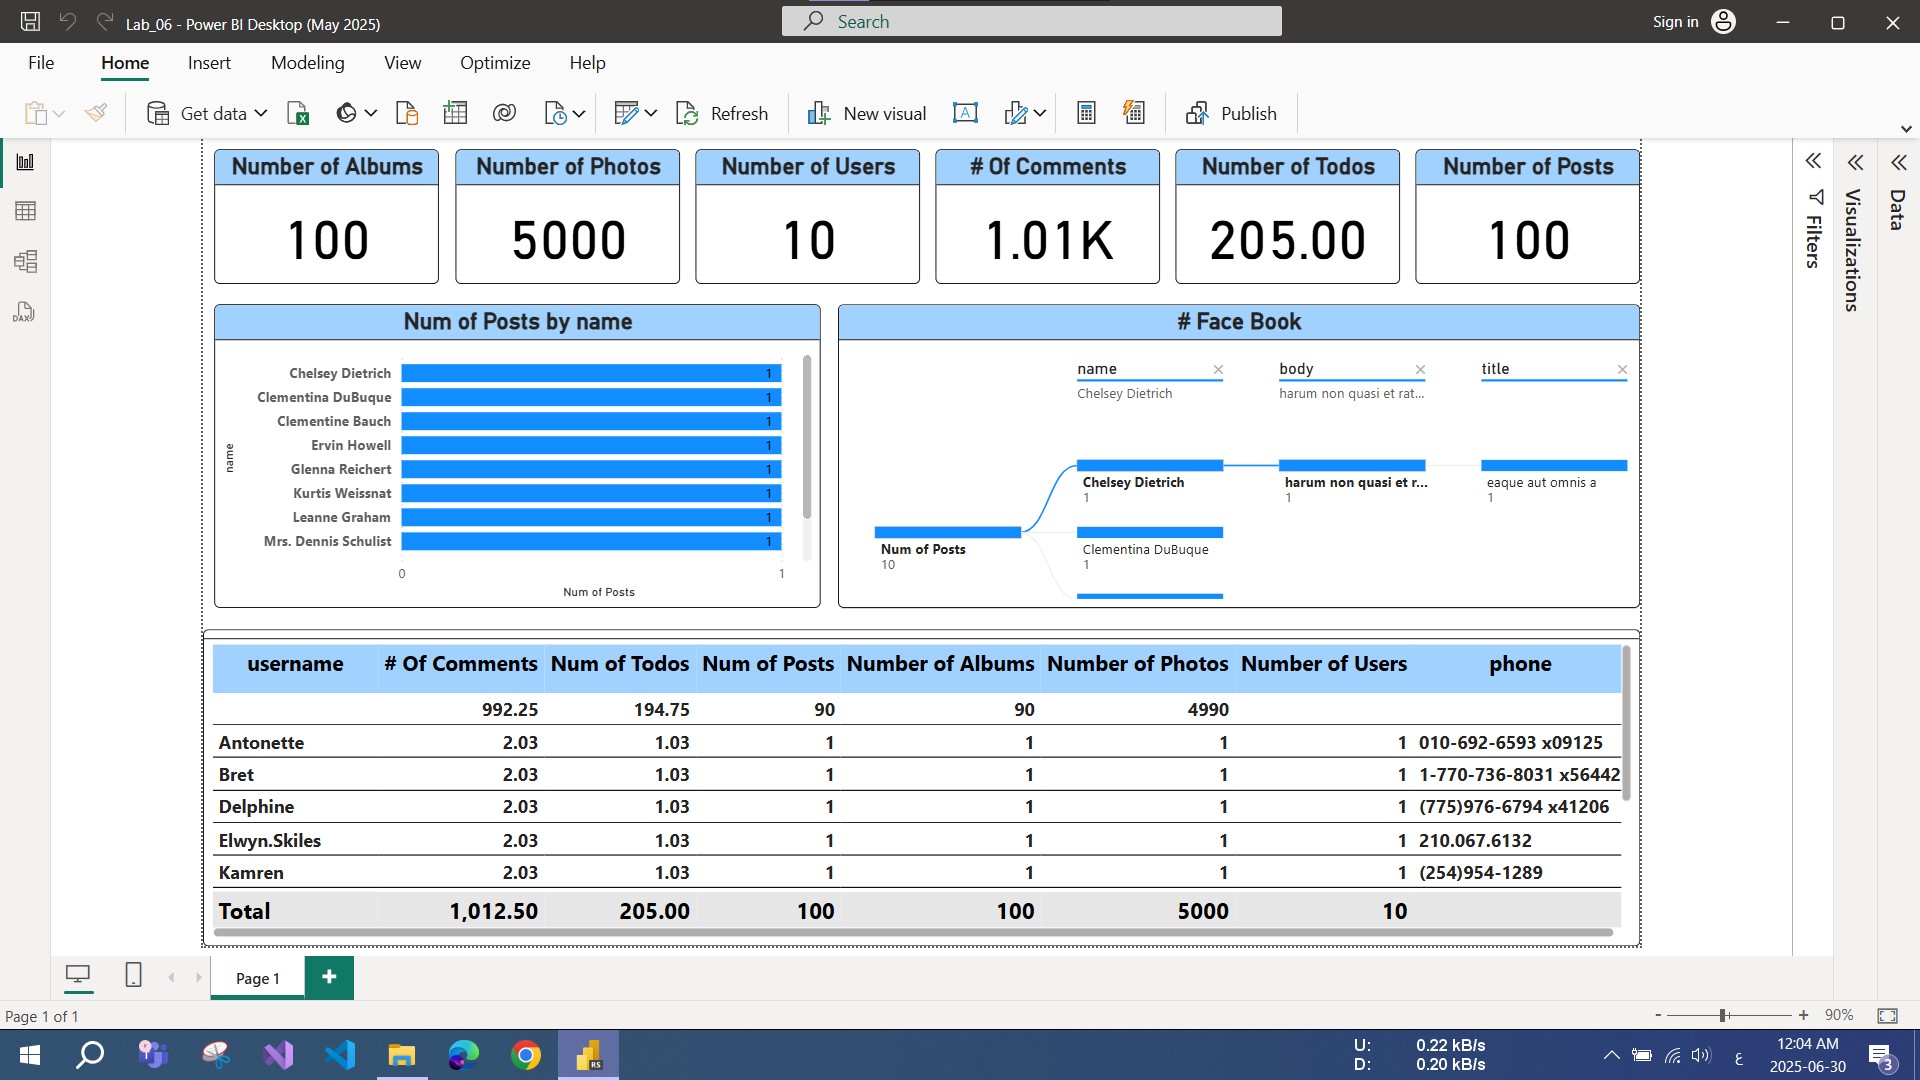 Lab_06 - Power BI Desktop (May 2025)
Search
Sign in
File
Home
Insert
Modeling
View
Optimize
Help
Get data
Refresh
New visual
Publish
Number of Albums
100
Number of Photos
5000
Number of Users
10
# Of Comments
1.01K
Number of Todos
205.00
Number of Posts
100
Filters
Visualizations
Data
Num of Posts by name
name
Chelsey Dietrich 1
Clementina DuBuque 1
Clementine Bauch 1
Ervin Howell 1
Glenna Reichert 1
Kurtis Weissnat 1
Leanne Graham 1
Mrs. Dennis Schulist 1
0 1
Num of Posts
# Face Book
name body title
Chelsey Dietrich harum non quasi et rat...
Chelsey Dietrich
1
harum non quasi et r...
1
eaque aut omnis a
1
Num of Posts
10
Clementina DuBuque
1
username # Of Comments Num of Todos Num of Posts Number of Albums Number of Photos Number of Users phone
992.25 194.75 90 90 4990
Antonette 2.03 1.03 1 1 1 1 010-692-6593 x09125
Bret 2.03 1.03 1 1 1 1 1-770-736-8031 x56442
Delphine 2.03 1.03 1 1 1 1 (775)976-6794 x41206
Elwyn.Skiles 2.03 1.03 1 1 1 1 210.067.6132
Kamren 2.03 1.03 1 1 1 1 (254)954-1289
Total 1,012.50 205.00 100 100 5000 10
Page 1
Page 1 of 1
- + 90%
U: 0.22 kB/s
D: 0.20 kB/s
ع
12:04 AM
2025-06-30
3
RS
DAX